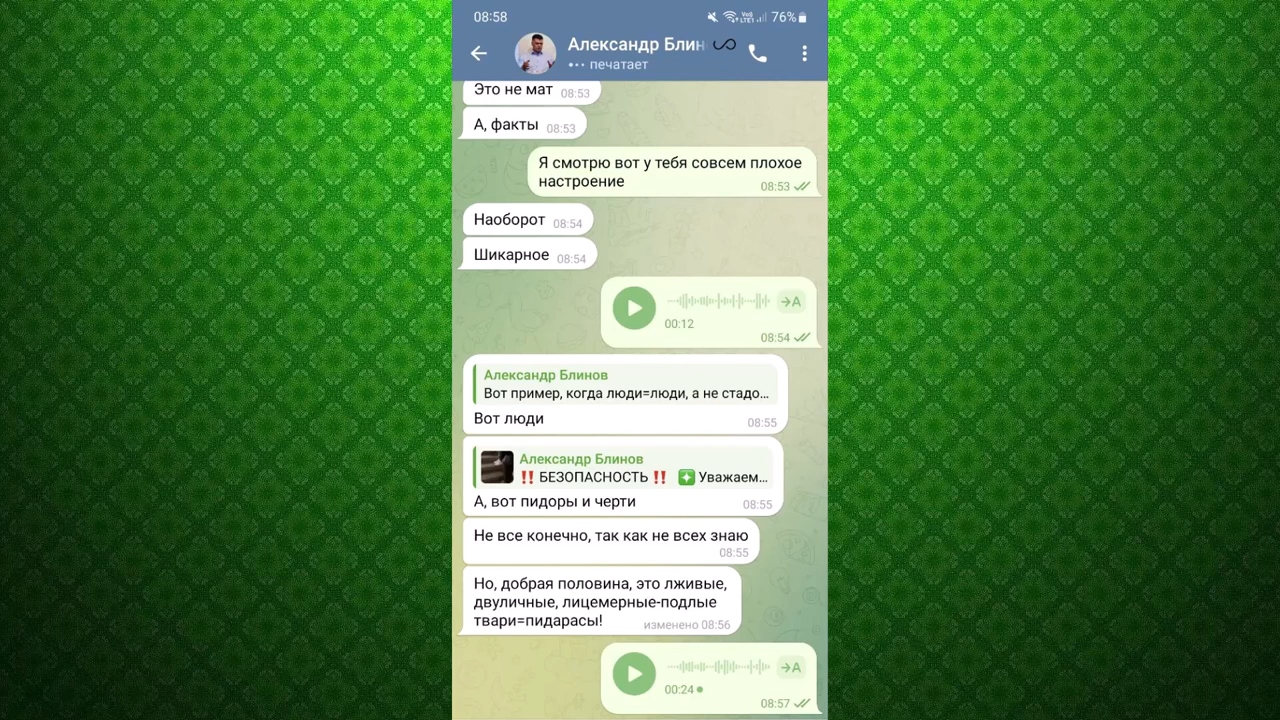 08:58
Vo)) LTE1 76%
Александр Блин
печатает
Это не мат 08:53
А, факты 08:53
Я смотрю вот у тебя совсем плохое
настроение
08:53
Наоборот 08:54
Шикарное 08:54
→A
00:12
08:54
Александр Блинов
Вот пример, когда люди=люди, а не стадо...
Вот люди
08:55
Александр Блинов
‼️ БЕЗОПАСНОСТЬ ‼️ Уважаем...
А, вот пидоры и черти
08:55
Не все конечно, так как не всех знаю
08:55
Но, добрая половина, это лживые,
двуличные, лицемерные-подлые
твари=пидарасы! изменено 08:56
→A
00:24
08:57